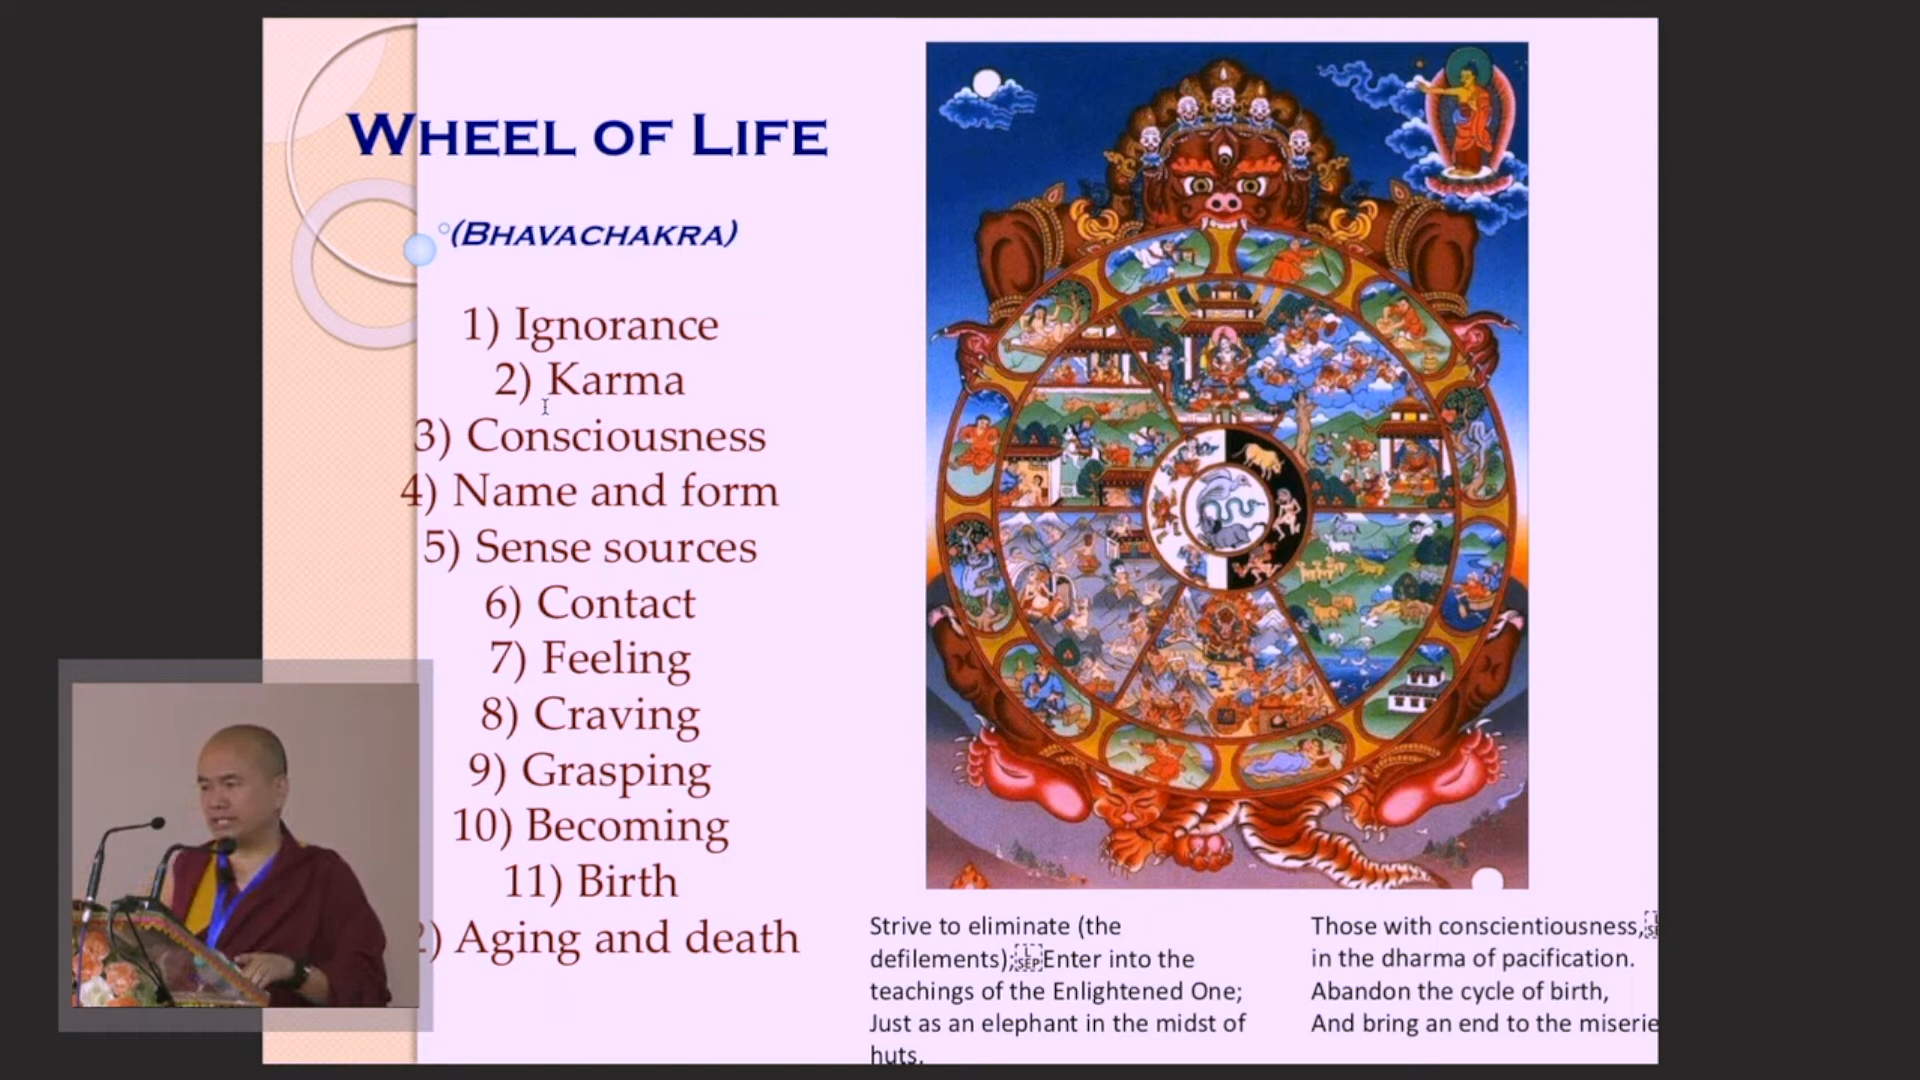 WHEEL OF LIFE
(BHAVACHAKRA)
1) Ignorance
2) Karma
3) Consciousness
4) Name and form
5) Sense sources
6) Contact
7) Feeling
8) Craving
9) Grasping
10) Becoming
11) Birth
2) Aging and death
Strive to eliminate (the
defilements);Enter into the
teachings of the Enlightened One;
Just as an elephant in the midst of
huts.
Those with conscientiousness,
in the dharma of pacification.
Abandon the cycle of birth,
And bring an end to the miserie